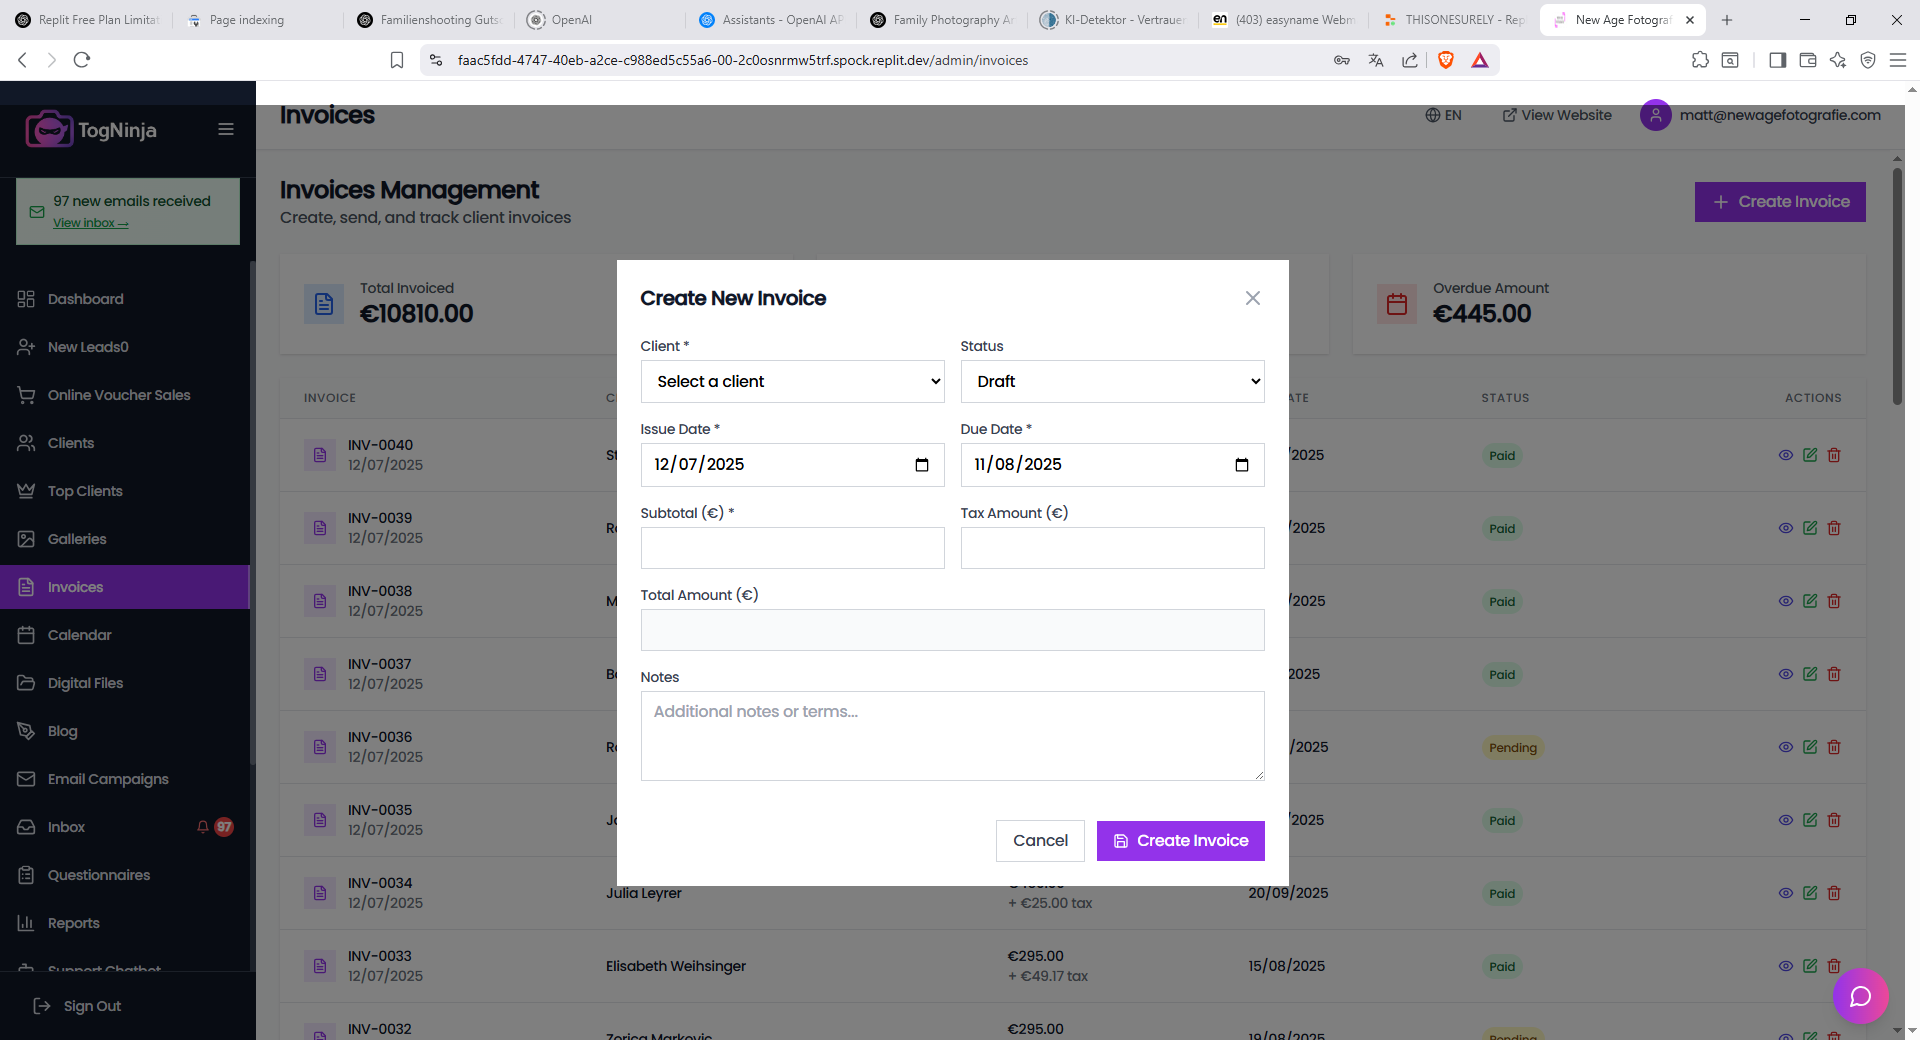 Replit Free Plan Limitat
Page indexing
Familienshooting Guts
OpenAI
Assistants - OpenAI AP
Family Photography Ar
KI-Detektor - Vertrauer
(403) easyname Webm
THISONESURELY - Rep
New Age Fotograf
faac5fdd-4747-40eb-a2ce-c988ed5c55a6-00-2c0osnrmw5trf.spock.replit.dev/admin/invoices
TogNinja
97 new emails received
View inbox →
Dashboard
New Leads0
Online Voucher Sales
Clients
Top Clients
Galleries
Invoices
Calendar
Digital Files
Blog
Email Campaigns
Inbox 97
Questionnaires
Reports
Support Chatbot
Sign Out
Invoices
EN
View Website
matt@newagefotografie.com
Invoices Management
Create, send, and track client invoices
+ Create Invoice
Total Invoiced
€10810.00
Overdue Amount
€445.00
INVOICE
STATUS
ACTIONS
INV-0040
12/07/2025
/2025
Paid
INV-0039
12/07/2025
/2025
Paid
INV-0038
12/07/2025
/2025
Paid
INV-0037
12/07/2025
2025
Paid
INV-0036
12/07/2025
/2025
Pending
INV-0035
12/07/2025
/2025
Paid
INV-0034
12/07/2025
Julia Leyrer
+ €25.00 tax
20/09/2025
Paid
INV-0033
12/07/2025
Elisabeth Weihsinger
€295.00
+ €49.17 tax
15/08/2025
Paid
INV-0032
Zorica Markovic
€295.00
19/08/2025
Pending
Create New Invoice
Client *
Select a client
Status
Draft
Issue Date *
12/07/2025
Due Date *
11/08/2025
Subtotal (€) *
Tax Amount (€)
Total Amount (€)
Notes
Additional notes or terms...
Cancel
Create Invoice